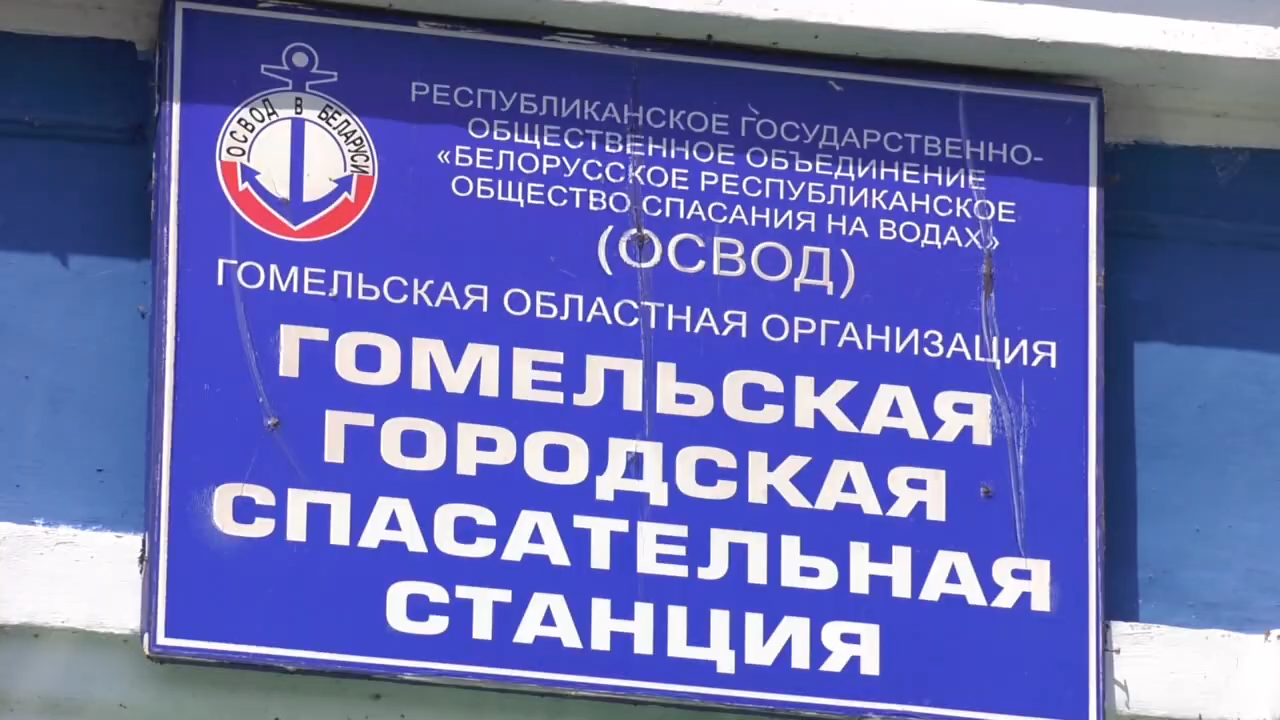 ОСВОД В БЕЛАРУСИ
РЕСПУБЛИКАНСКОЕ ГОСУДАРСТВЕННО-
ОБЩЕСТВЕННОЕ ОБЪЕДИНЕНИЕ
«БЕЛОРУССКОЕ РЕСПУБЛИКАНСКОЕ
ОБЩЕСТВО СПАСАНИЯ НА ВОДАХ»
(ОСВОД)
ГОМЕЛЬСКАЯ ОБЛАСТНАЯ ОРГАНИЗАЦИЯ
ГОМЕЛЬСКАЯ
ГОРОДСКАЯ
СПАСАТЕЛЬНАЯ
СТАНЦИЯ